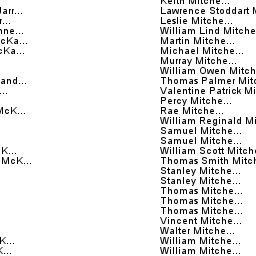 Keith Mitche...
Jarr... Lawrence Stoddart M
r... Leslie Mitche...
nne... William Lind Mitche
cKa... Martin Mitche...
cKa... Michael Mitche...
Murray Mitche...
William Owen Mitch
and... Thomas Palmer Mitc
... Valentine Patrick Mi
Percy Mitche...
McK... Rae Mitche...
William Reginald Mi
Samuel Mitche...
Samuel Mitche...
K... William Scott Mitch
McK... Thomas Smith Mitch
Stanley Mitche...
Stanley Mitche...
Thomas Mitche...
Thomas Mitche...
Thomas Mitche...
Vincent Mitche...
Walter Mitche...
K... William Mitche...
K... William Mitche...